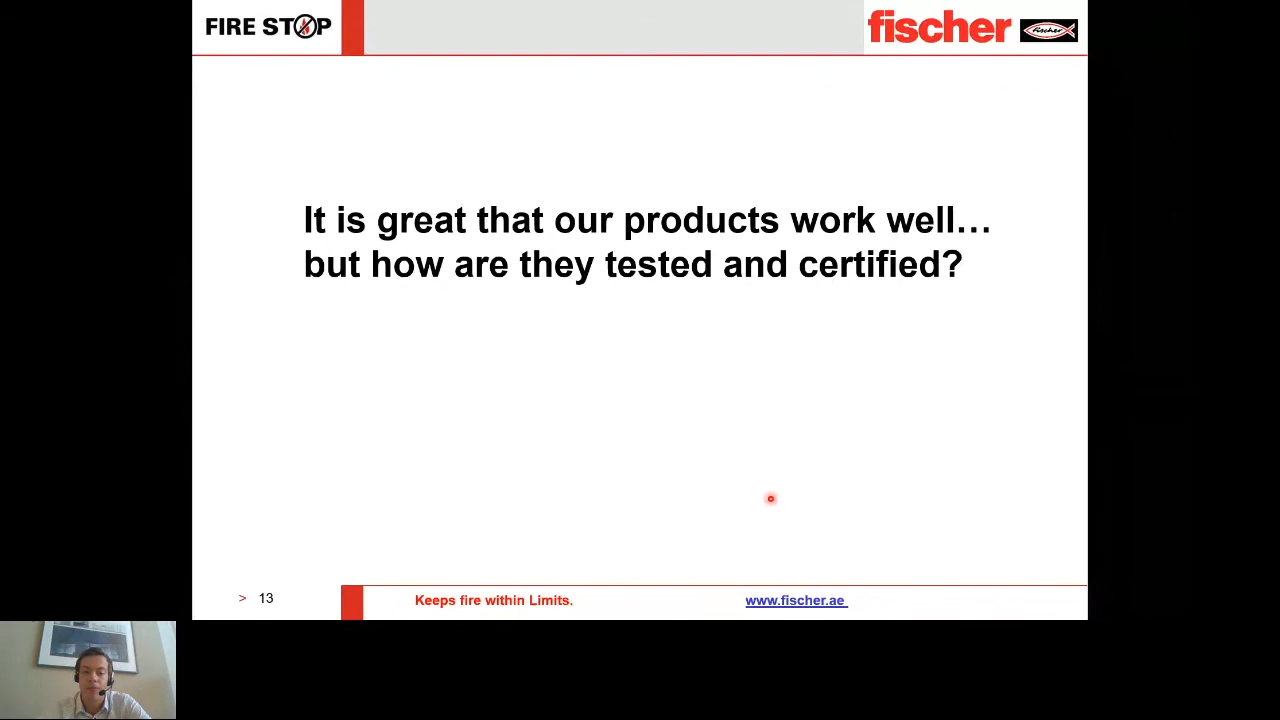 FIRE STOP
fischer
fischer
It is great that our products work well…
but how are they tested and certified?
> 13
Keeps fire within Limits.
www.fischer.ae